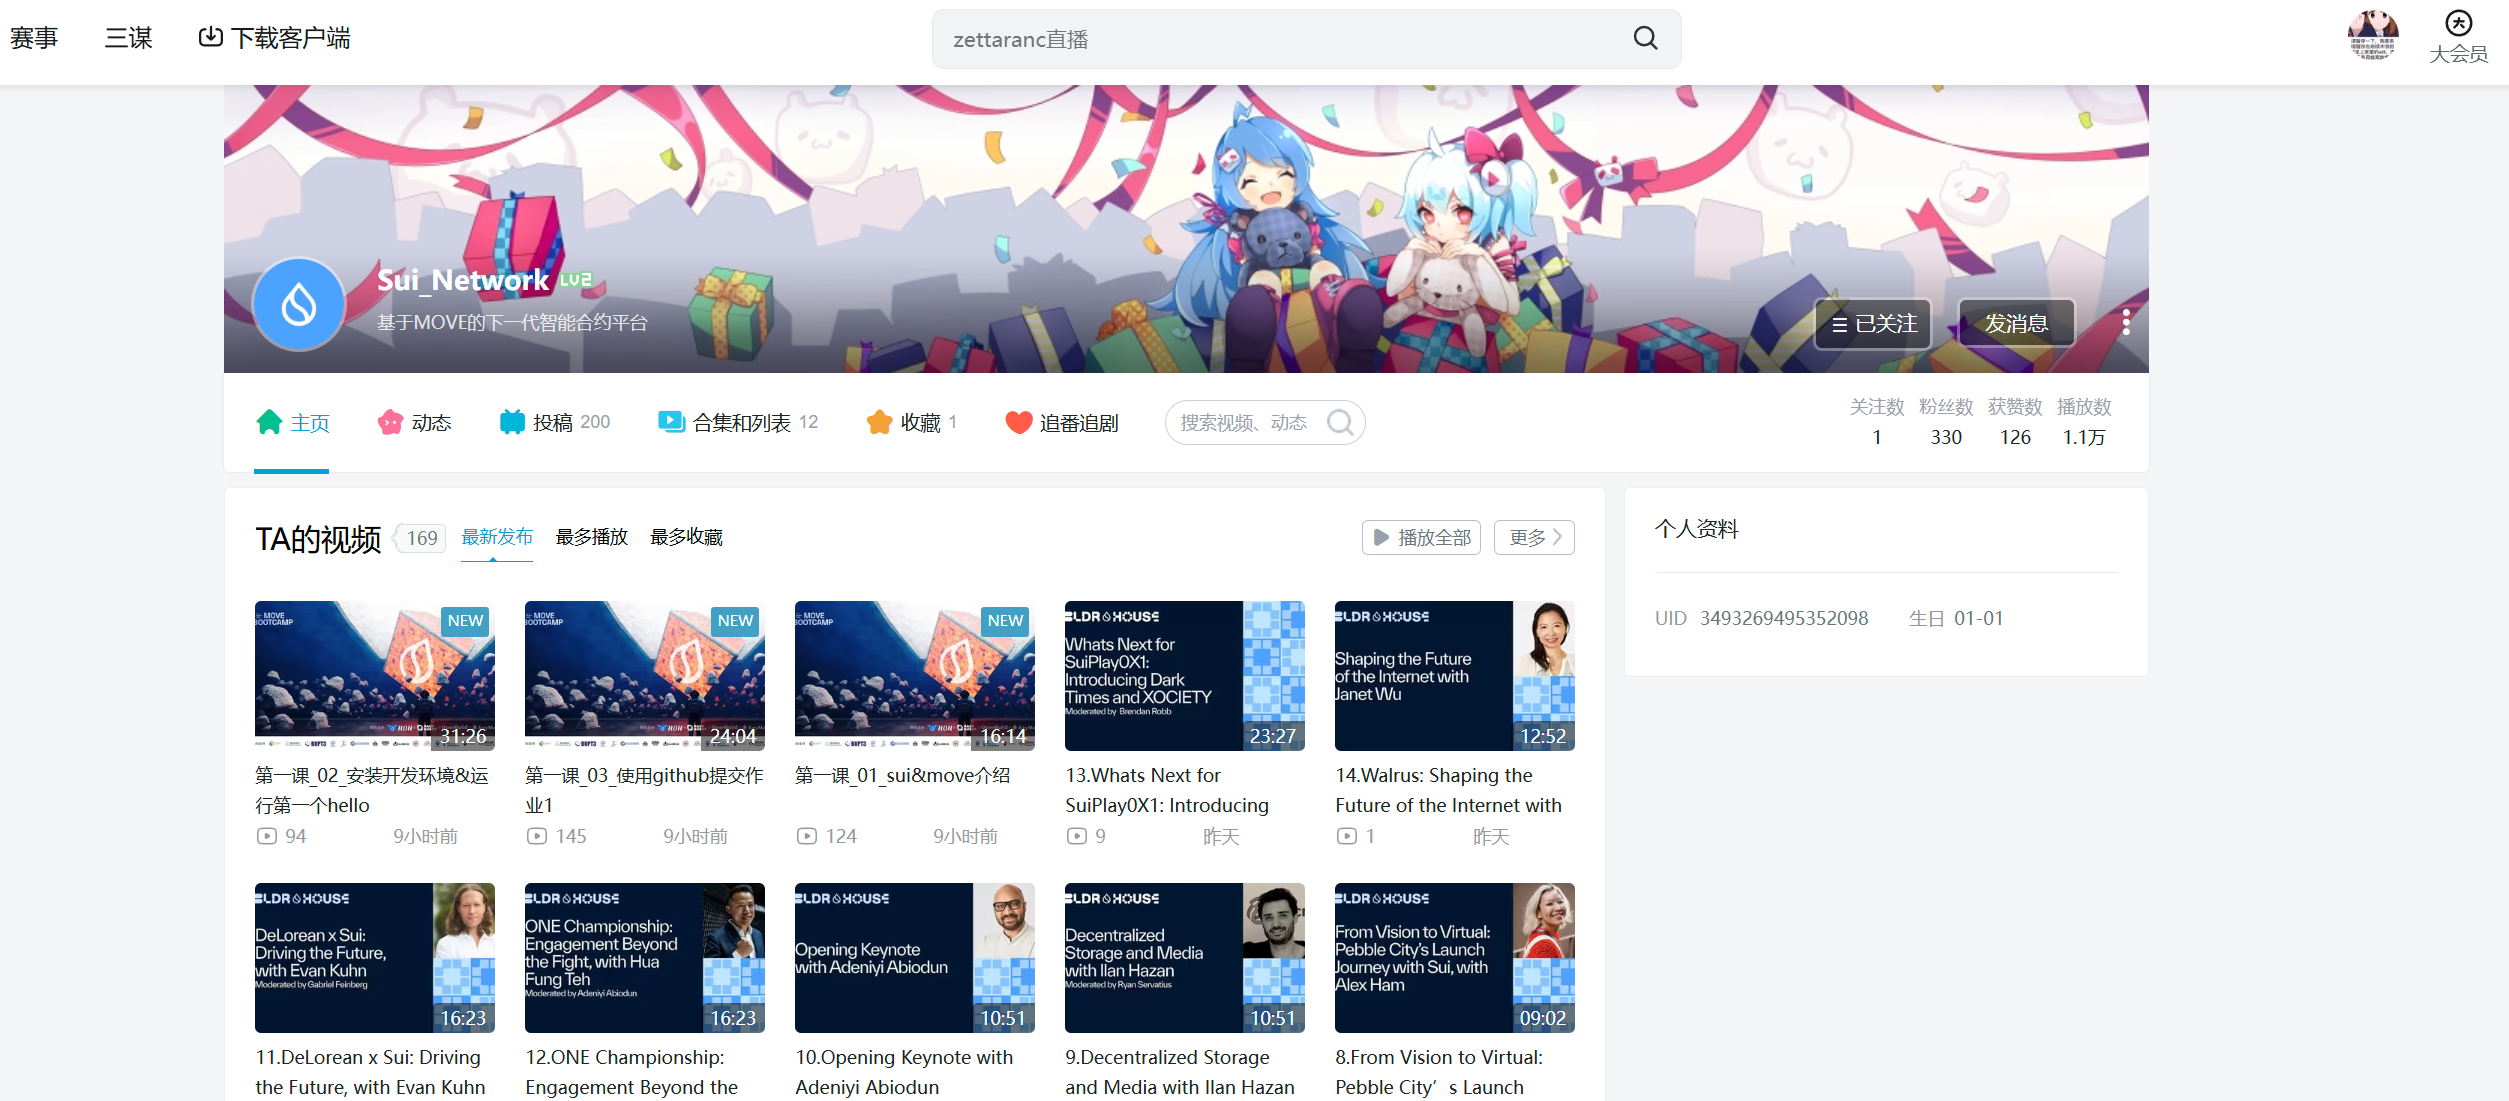 赛事 三谋 下载客户端 zettaranc直播 大会员
Sui_Network LV2
基于MOVE的下一代智能合约平台
已关注 发消息
主页 动态 投稿 200 合集和列表 12 收藏 1 追番追剧 搜索视频、动态
关注数 粉丝数 获赞数 播放数
1 330 126 1.1万
TA的视频 169 最新发布 最多播放 最多收藏 播放全部 更多
个人资料
UID 3493269495352098 生日 01-01
MOVE
BOOTCAMP
NEW
31:26
第一课_02_安装开发环境&运
行第一个hello
94 9小时前
MOVE
BOOTCAMP
NEW
24:04
第一课_03_使用github提交作
业1
145 9小时前
MOVE
BOOTCAMP
NEW
16:14
第一课_01_sui&move介绍
124 9小时前
BLDR HOUSE
Whats Next for
SuiPlay0X1:
Introducing Dark
Times and XOCIETY
Moderated by Brendan Robb
23:27
13.Whats Next for
SuiPlay0X1: Introducing
9 昨天
BLDR HOUSE
Shaping the Future
of the Internet with
Janet Wu
12:52
14.Walrus: Shaping the
Future of the Internet with
1 昨天
BLDR HOUSE
DeLorean x Sui:
Driving the Future,
with Evan Kuhn
Moderated by Gabriel Feinberg
16:23
11.DeLorean x Sui: Driving
the Future, with Evan Kuhn
BLDR HOUSE
ONE Championship:
Engagement Beyond
the Fight, with Hua
Fung Teh
Moderated by Adeniyi Abiodun
16:23
12.ONE Championship:
Engagement Beyond the
BLDR HOUSE
Opening Keynote
with Adeniyi Abiodun
10:51
10.Opening Keynote with
Adeniyi Abiodun
BLDR HOUSE
Decentralized
Storage and Media
with Ilan Hazan
Moderated by Ryan Servatius
10:51
9.Decentralized Storage
and Media with Ilan Hazan
BLDR HOUSE
From Vision to Virtual:
Pebble City's Launch
Journey with Sui, with
Alex Ham
09:02
8.From Vision to Virtual:
Pebble City’s Launch